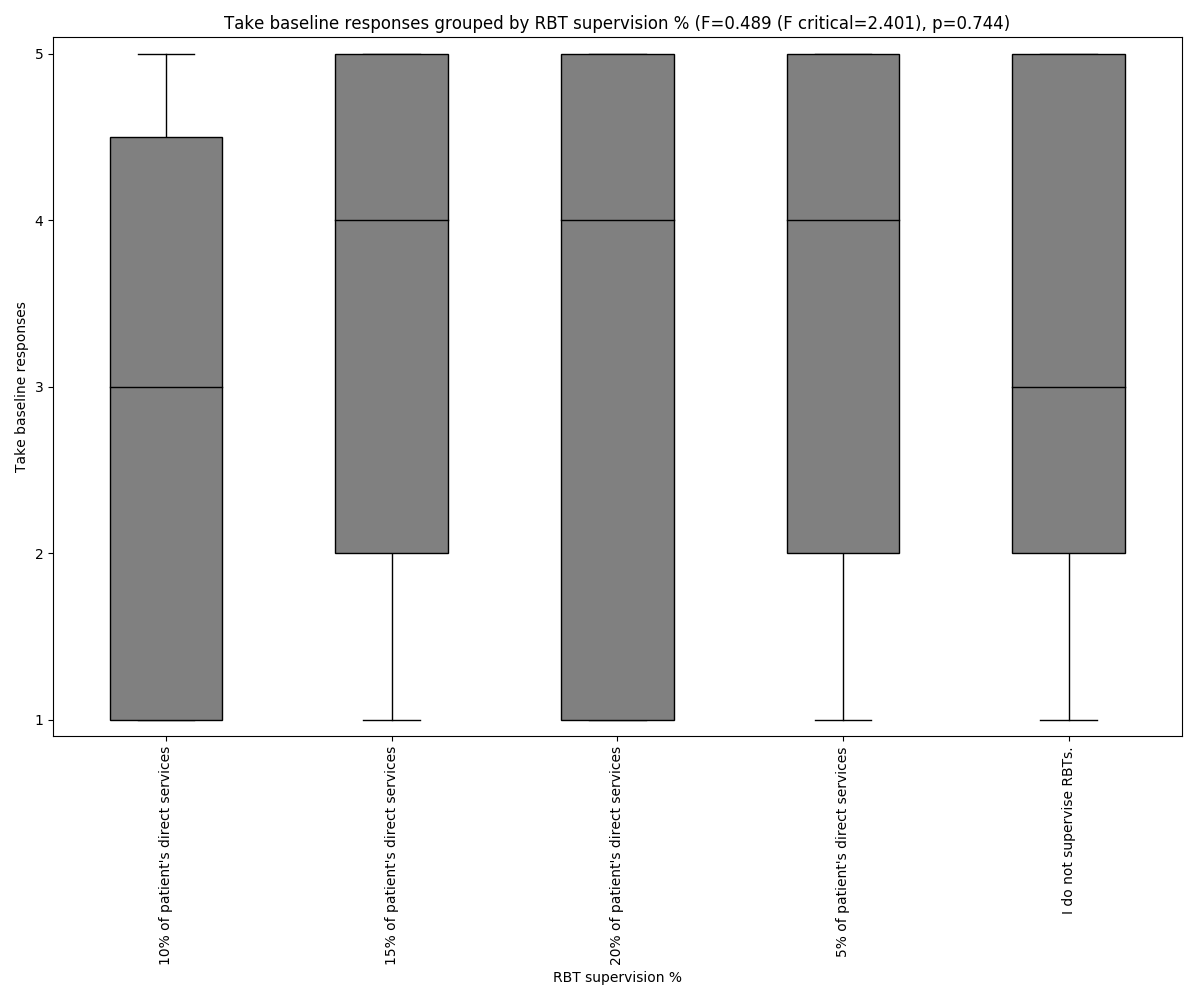 Take baseline responses grouped by RBT supervision % (F=0.489 (F critical=2.401), p=0.744)
Take baseline responses
5
4
3
2
1
10% of patient's direct services
15% of patient's direct services
20% of patient's direct services
5% of patient's direct services
I do not supervise RBTs.
RBT supervision %